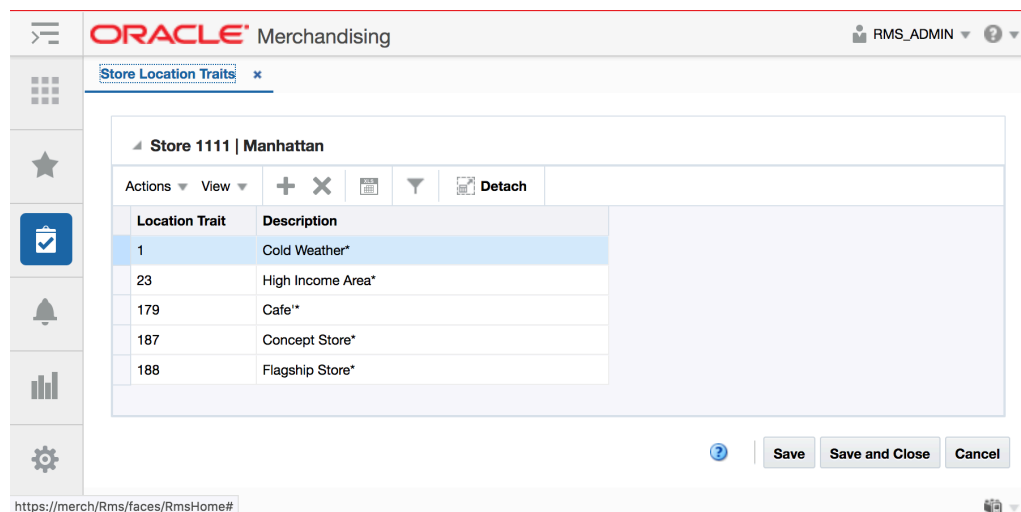 ORACLE Merchandising
RMS_ADMIN
?
Store Location Traits ×
Store 1111 | Manhattan
Actions View Detach
Location Trait Description
1 Cold Weather*
23 High Income Area*
179 Cafe'*
187 Concept Store*
188 Flagship Store*
? Save Save and Close Cancel
https://merch/Rms/faces/RmsHome#